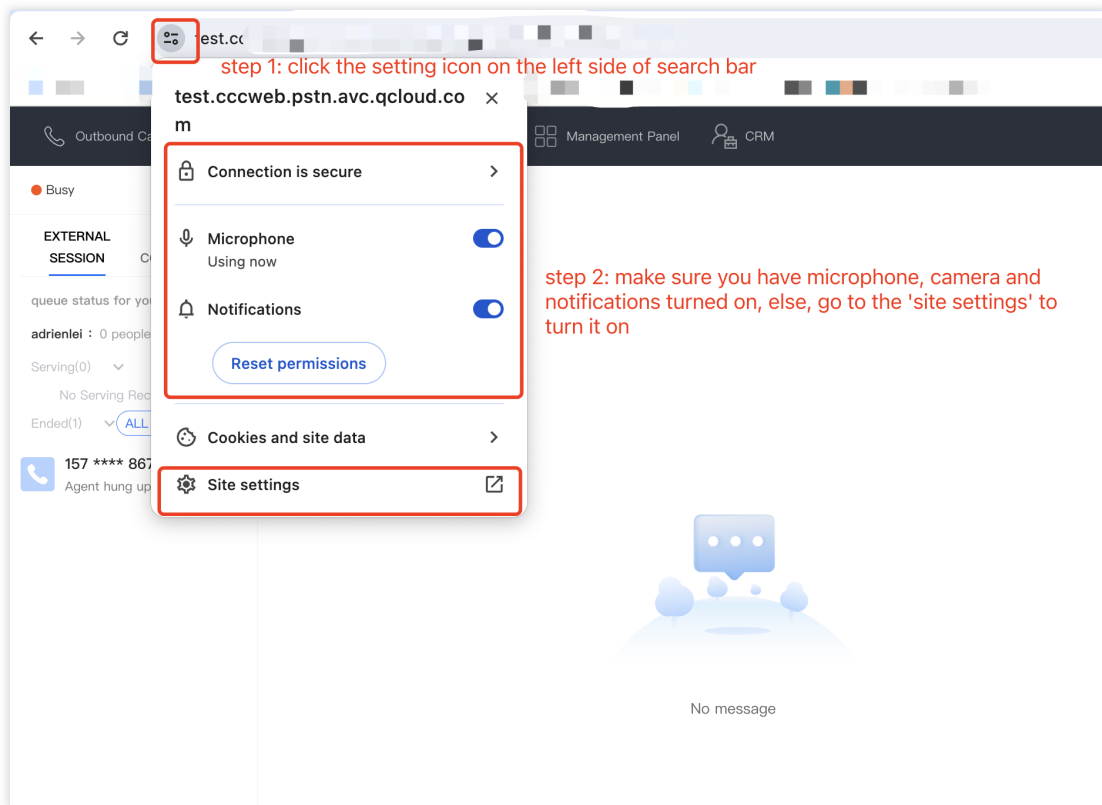 test.cc
step 1: click the setting icon on the left side of search bar
test.cccweb.pstn.avc.qcloud.co
m
Outbound Ca
Management Panel
CRM
Connection is secure
Busy
Microphone
Using now
EXTERNAL
SESSION
CO
step 2: make sure you have microphone, camera and
notifications turned on, else, go to the 'site settings' to
turn it on
queue status for you
Notifications
adrienlei： 0 people
Serving(0)
Reset permissions
No Serving Rec
Ended(1)
ALL
Cookies and site data
157 **** 867
Agent hung up
Site settings
No message